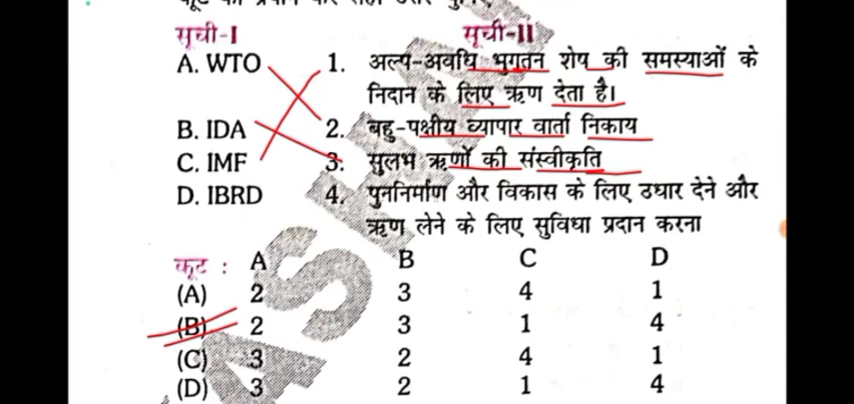 सूची-I सूची-II
A. WTO 1. अल्प-अवधि भुगतन शेष की समस्याओं के
निदान के लिए ऋण देता है।
B. IDA 2. बहु-पक्षीय व्यापार वार्ता निकाय
C. IMF 3. सुलभ ऋणों की संस्वीकृति
D. IBRD 4. पुननिर्माण और विकास के लिए उधार देने और
ऋण लेने के लिए सुविधा प्रदान करना
कूट : A B C D
(A) 2 3 4 1
(B) 2 3 1 4
(C) 3 2 4 1
(D) 3 2 1 4